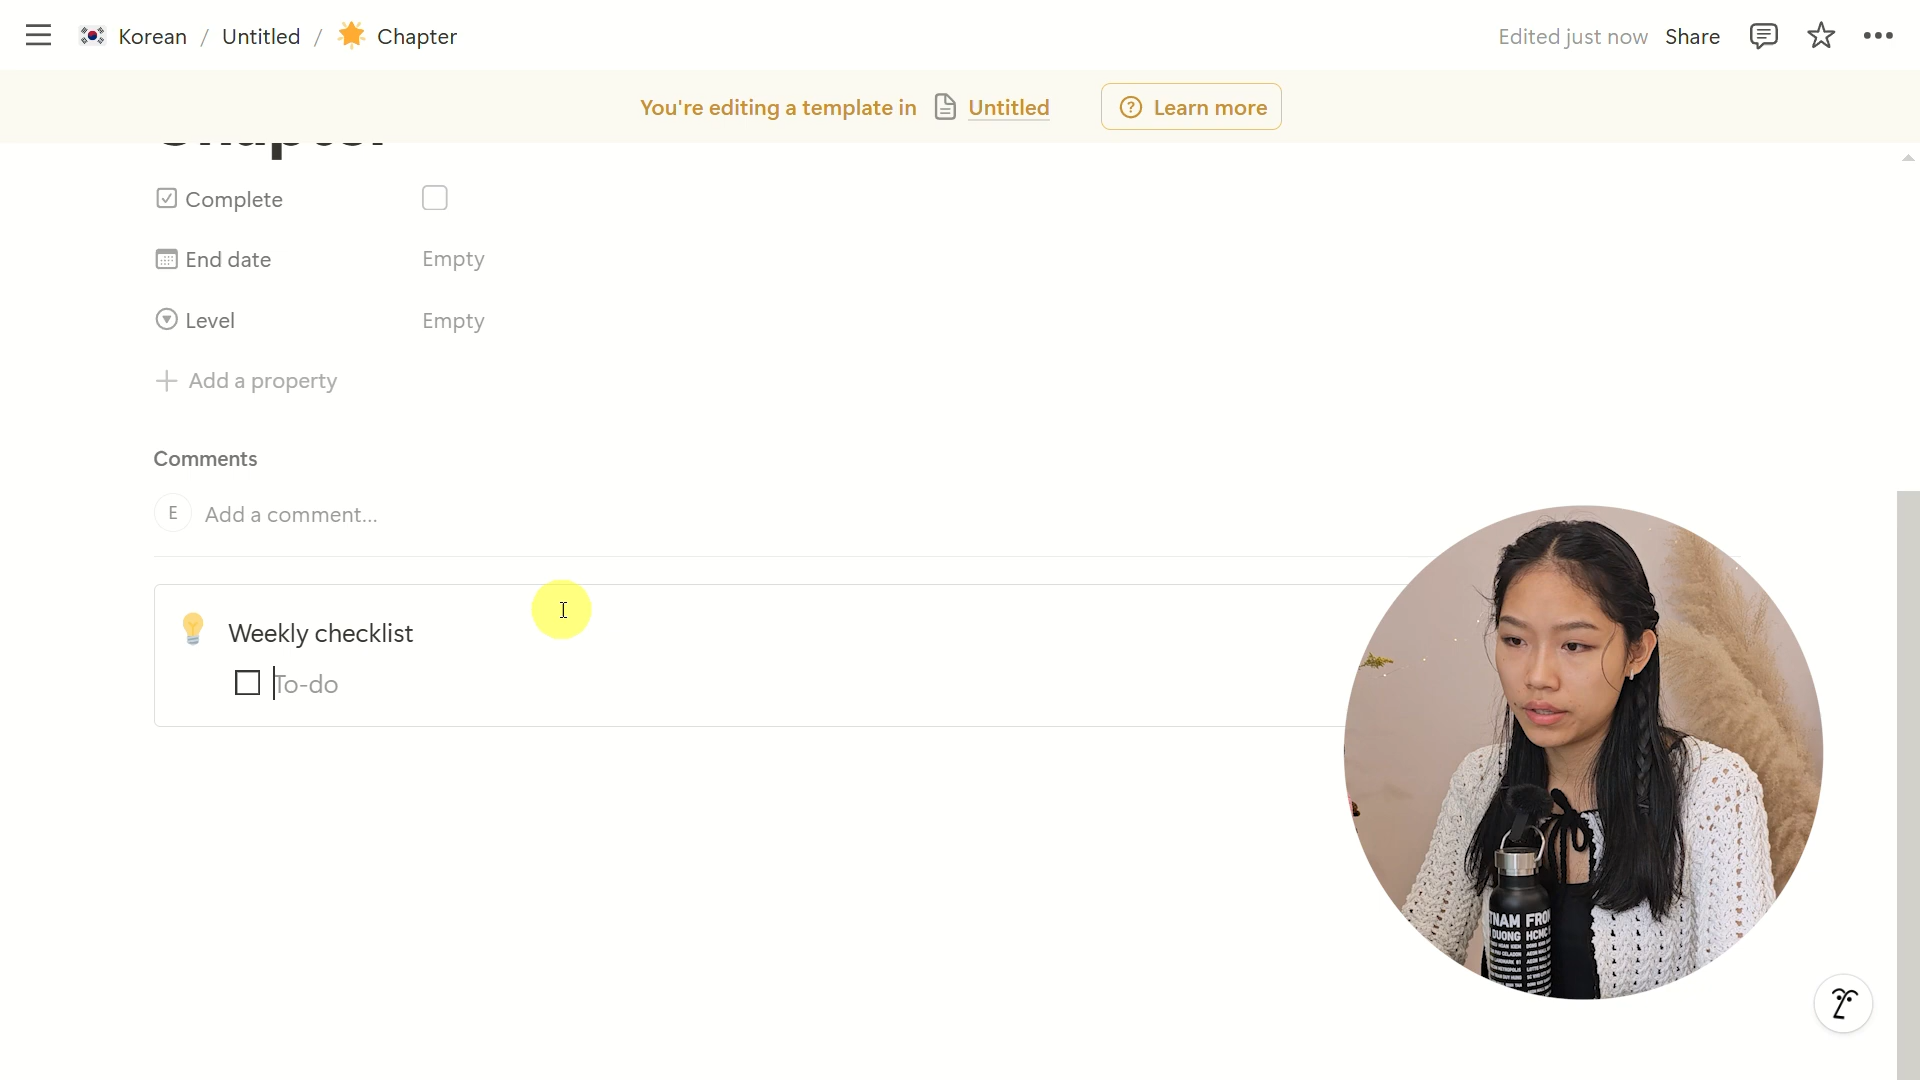 Korean / Untitled / Chapter
Edited just now Share
You're editing a template in Untitled Learn more
Chapter
Complete
End date Empty
Level Empty
Add a property
Comments
E Add a comment...
Weekly checklist
To-do